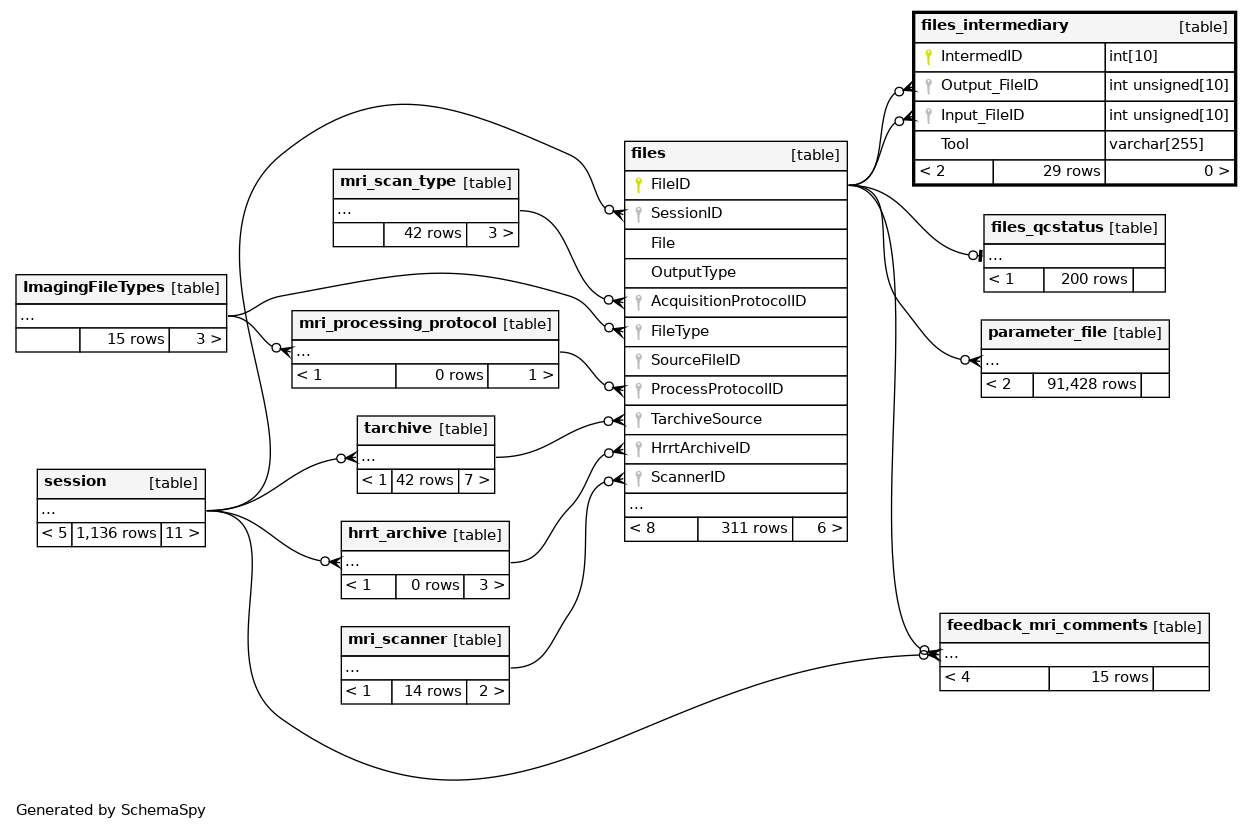 files_intermediary [table]
IntermedID int[10]
Output_FileID int unsigned[10]
Input_FileID int unsigned[10]
Tool varchar[255]
< 2 29 rows 0 >
files [table]
FileID
SessionID
File
OutputType
AcquisitionProtocolID
FileType
SourceFileID
ProcessProtocolID
TarchiveSource
HrrtArchiveID
ScannerID
...
< 8 311 rows 6 >
mri_scan_type [table]
...
42 rows 3 >
files_qcstatus [table]
...
< 1 200 rows
ImagingFileTypes [table]
...
15 rows 3 >
mri_processing_protocol [table]
...
< 1 0 rows 1 >
parameter_file [table]
...
< 2 91,428 rows
tarchive [table]
...
< 1 42 rows 7 >
session [table]
...
< 5 1,136 rows 11 >
hrrt_archive [table]
...
< 1 0 rows 3 >
mri_scanner [table]
...
< 1 14 rows 2 >
feedback_mri_comments [table]
...
< 4 15 rows
Generated by SchemaSpy